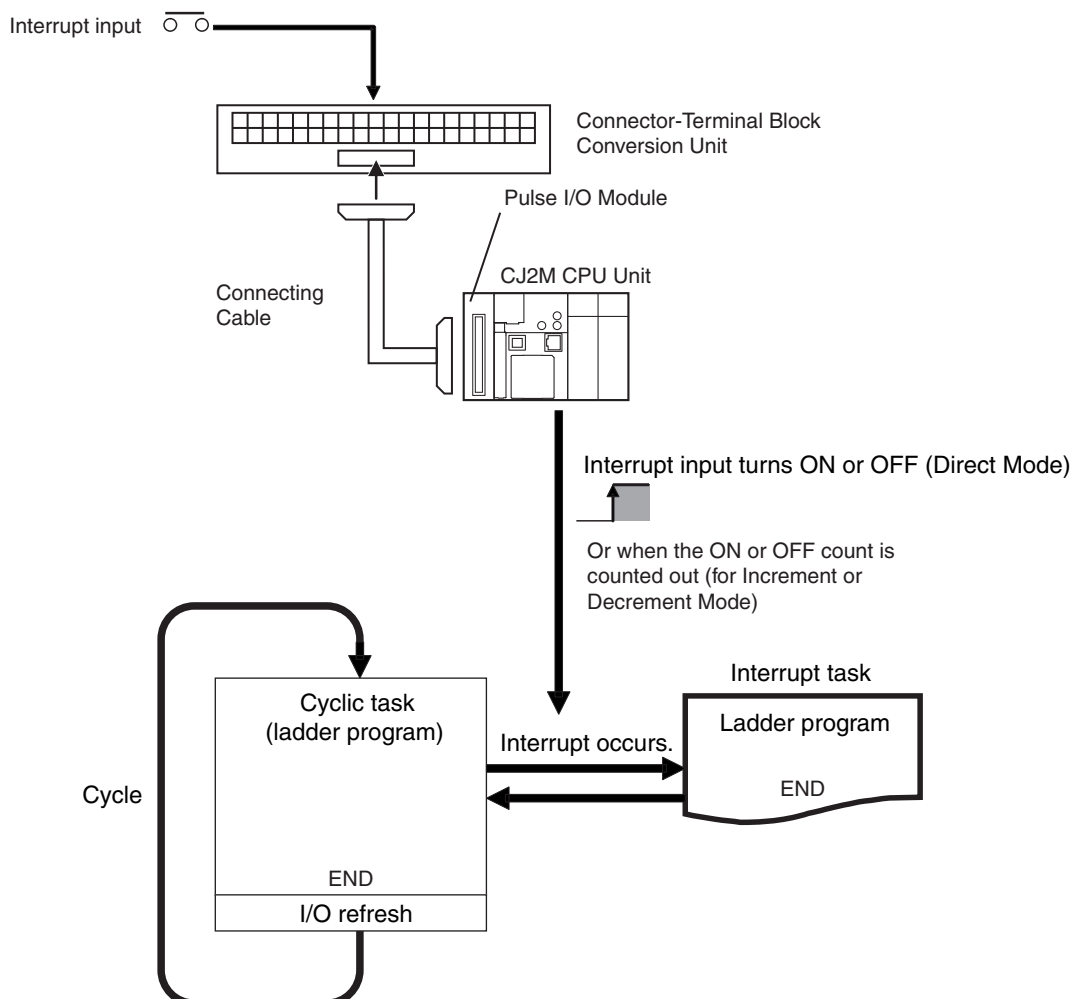 Interrupt input
Connector-Terminal Block
Conversion Unit
Pulse I/O Module
CJ2M CPU Unit
Connecting
Cable
Interrupt input turns ON or OFF (Direct Mode)
Or when the ON or OFF count is
counted out (for Increment or
Decrement Mode)
Interrupt task
Cyclic task
(ladder program)
Ladder program
Interrupt occurs.
END
Cycle
END
I/O refresh